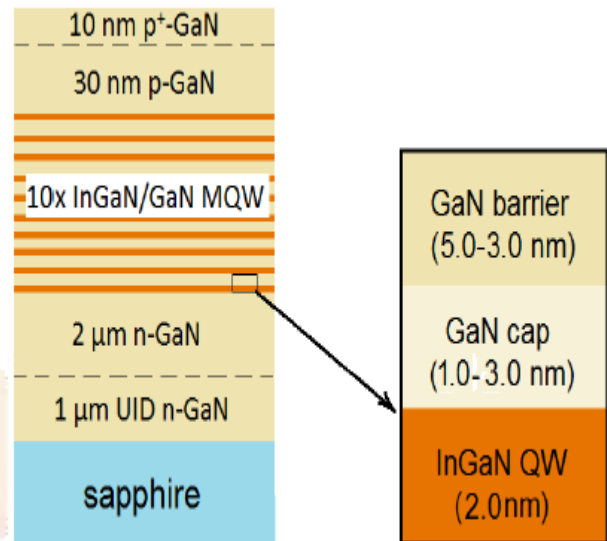 10 nm p⁺-GaN
30 nm p-GaN
10x InGaN/GaN MQW
2 μm n-GaN
1 μm UID n-GaN
sapphire
GaN barrier
(5.0-3.0 nm)
GaN cap
(1.0-3.0 nm)
InGaN QW
(2.0nm)